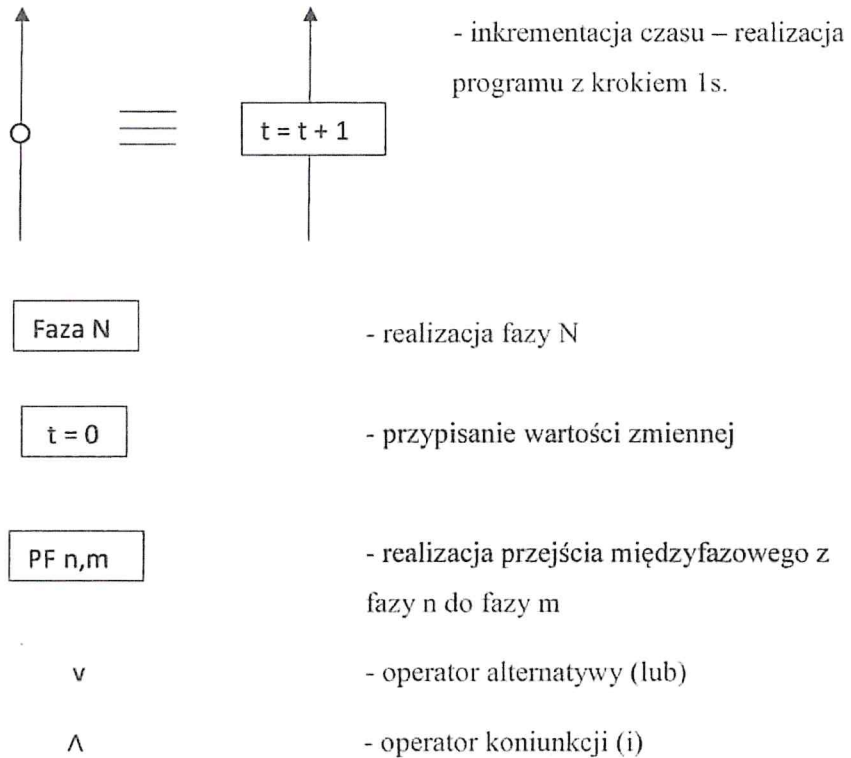 - inkrementacja czasu – realizacja
programu z krokiem 1s.
t = t + 1
Faza N
- realizacja fazy N
t = 0
- przypisanie wartości zmiennej
PF n,m
- realizacja przejścia międzyfazowego z
fazy n do fazy m
v
- operator alternatywy (lub)
Λ
- operator koniunkcji (i)